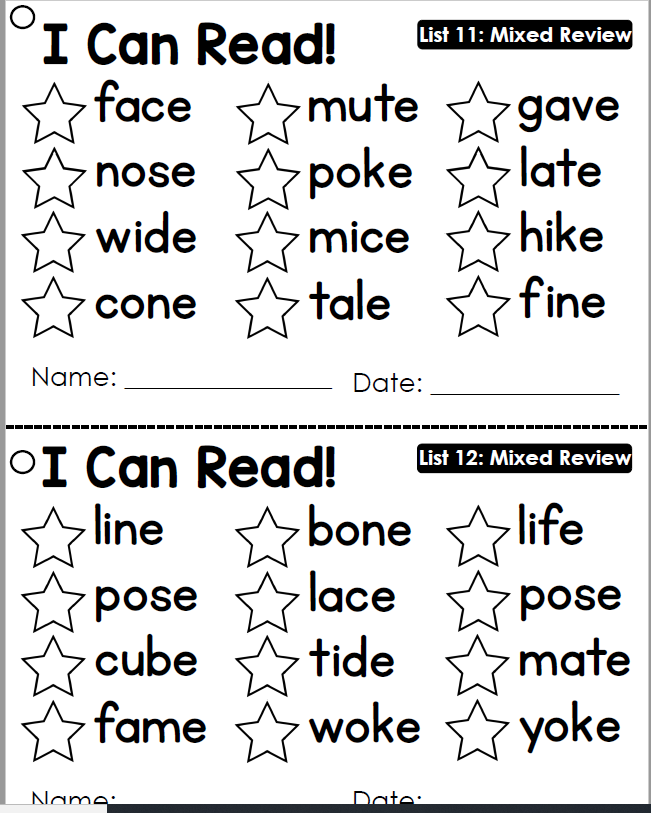 I Can Read! List 11: Mixed Review
face mute gave
nose poke late
wide mice hike
cone tale fine
Name: _______________ Date: _______________
I Can Read! List 12: Mixed Review
line bone life
pose lace pose
cube tide mate
fame woke yoke
Name: Date: